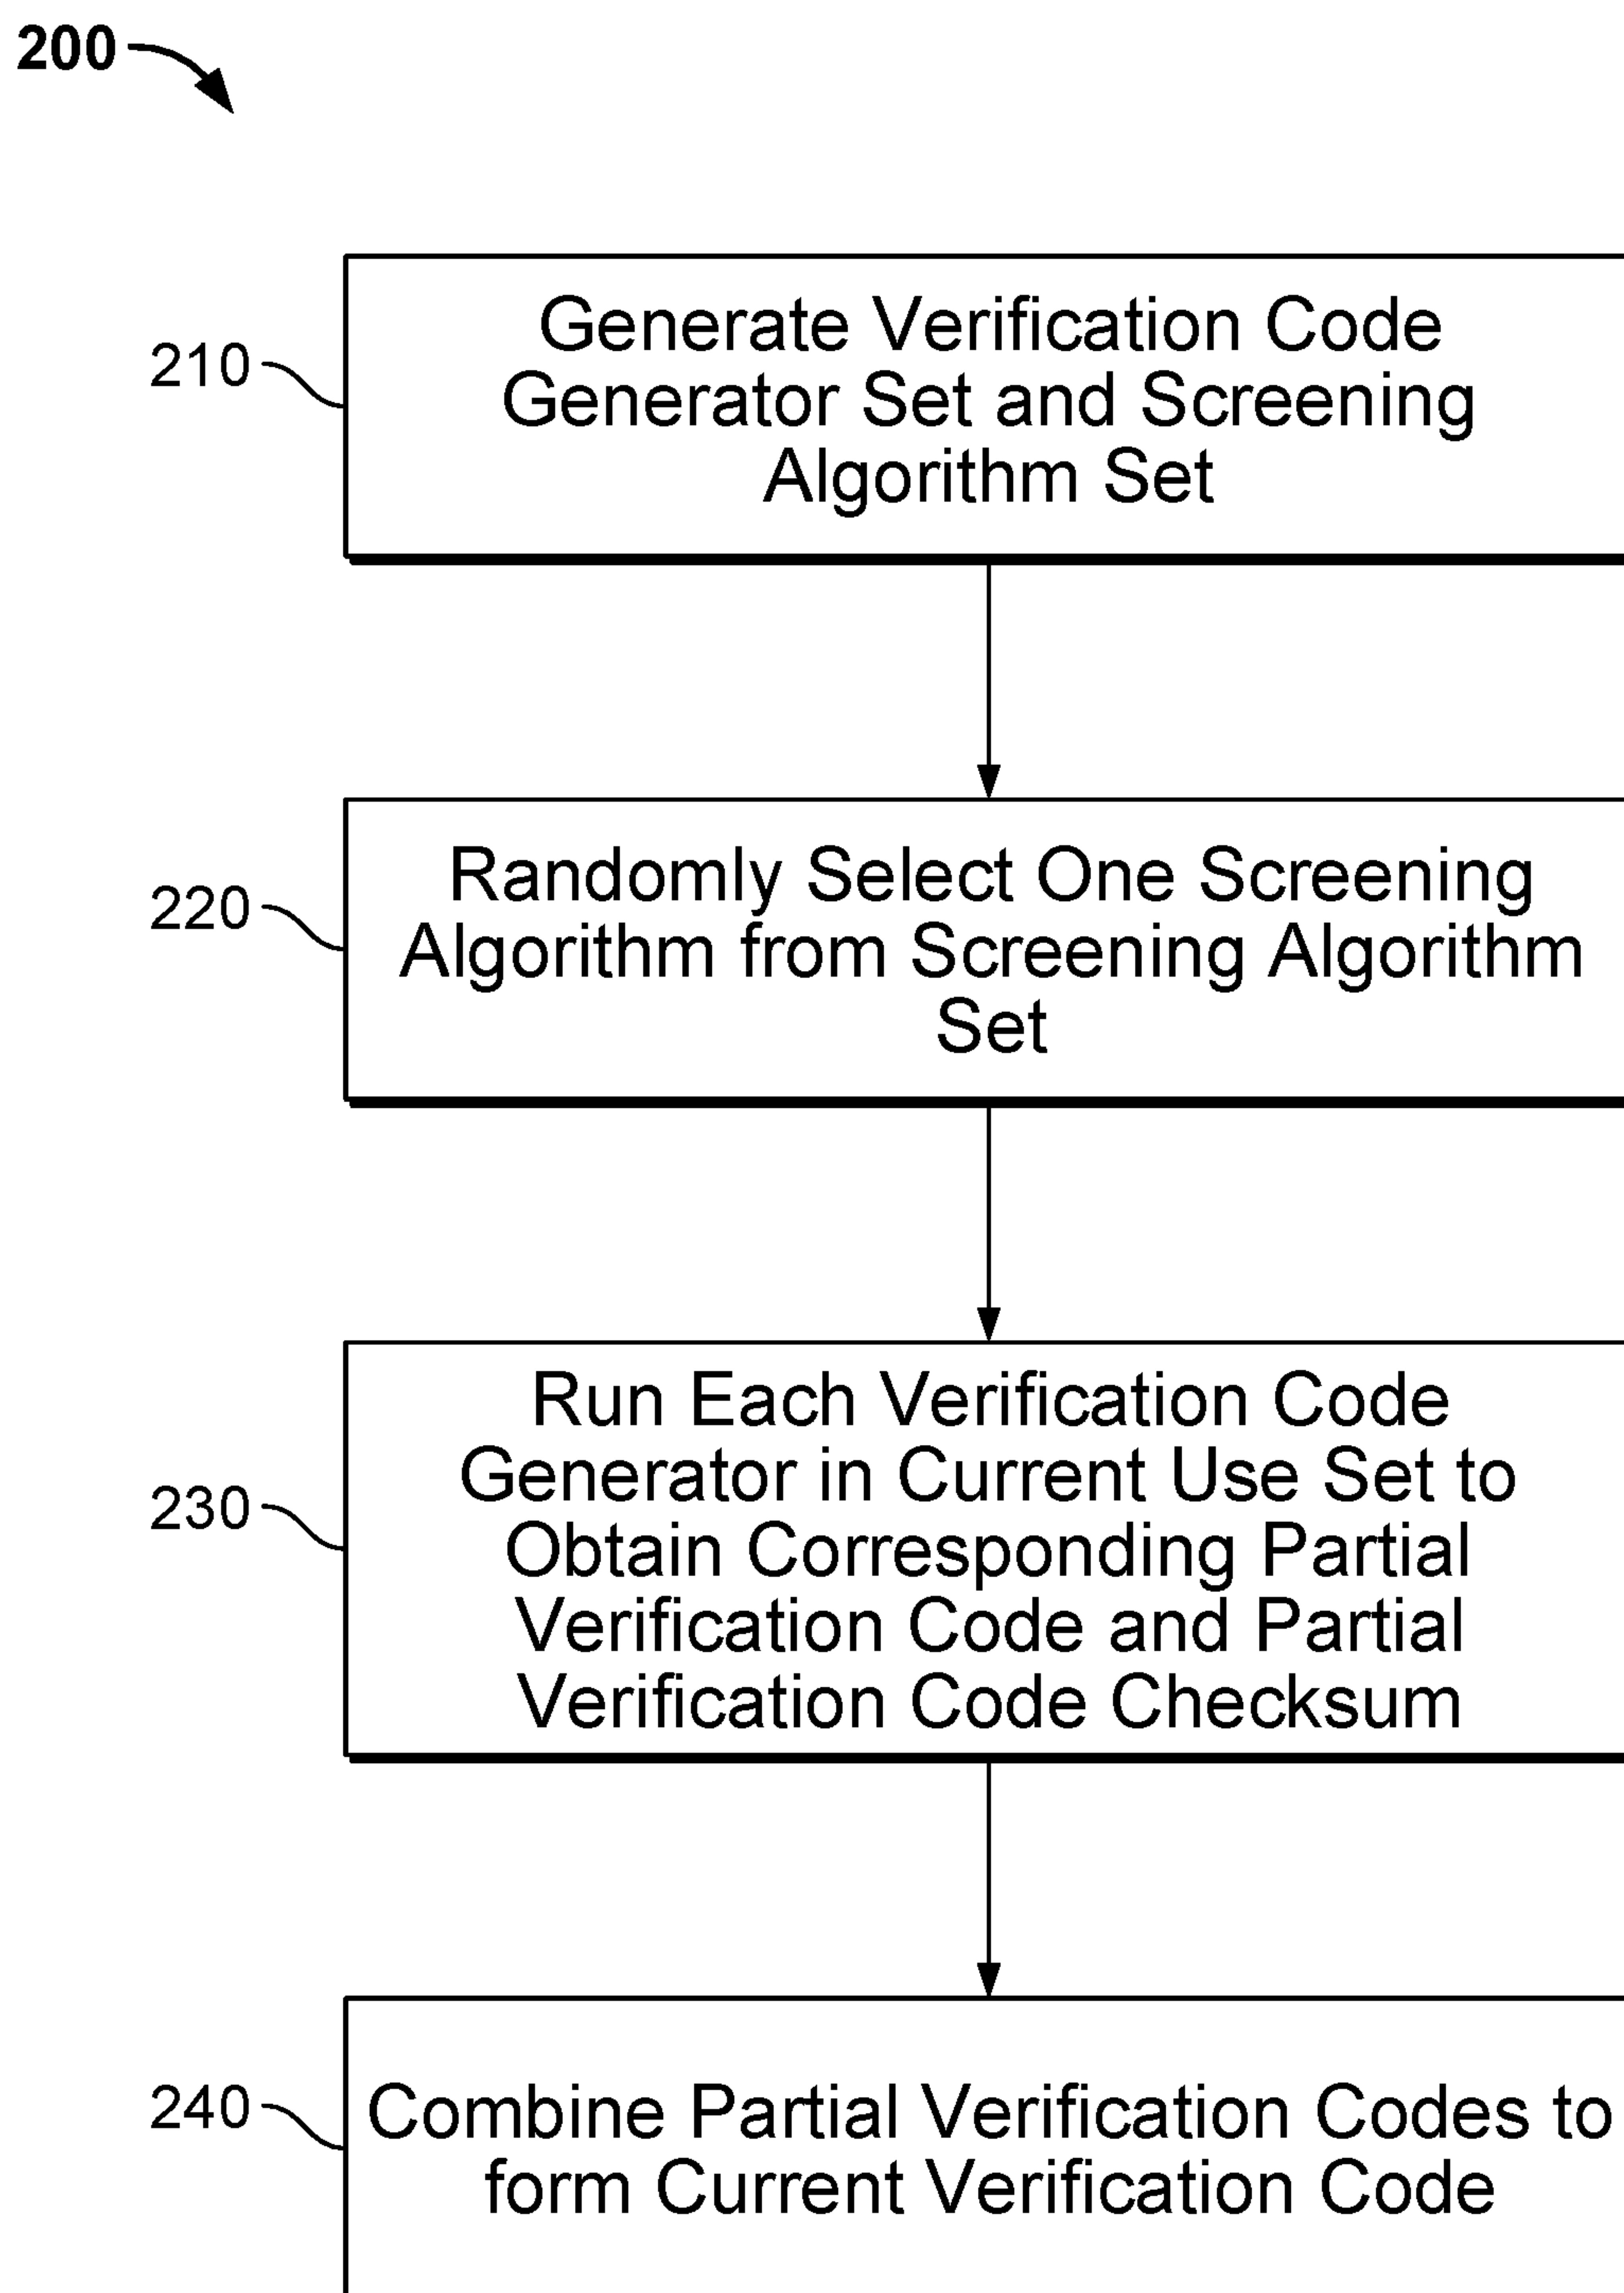 200
210
Generate Verification Code
Generator Set and Screening
Algorithm Set
220
Randomly Select One Screening
Algorithm from Screening Algorithm
Set
230
Run Each Verification Code
Generator in Current Use Set to
Obtain Corresponding Partial
Verification Code and Partial
Verification Code Checksum
240
Combine Partial Verification Codes to
form Current Verification Code